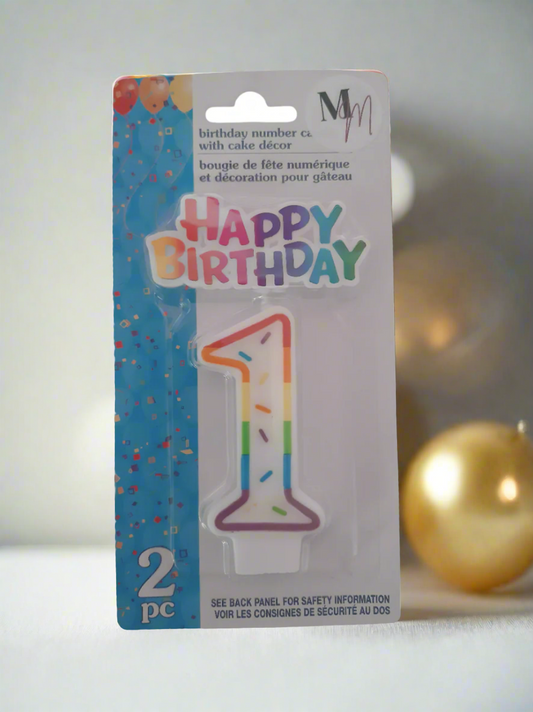 MM
birthday number
with cake décor
bougie de fête numérique
et décoration pour gâteau
HAPPY
BIRTHDAY
1
2
pc
SEE BACK PANEL FOR SAFETY INFORMATION
VOIR LES CONSIGNES DE SÉCURITÉ AU DOS